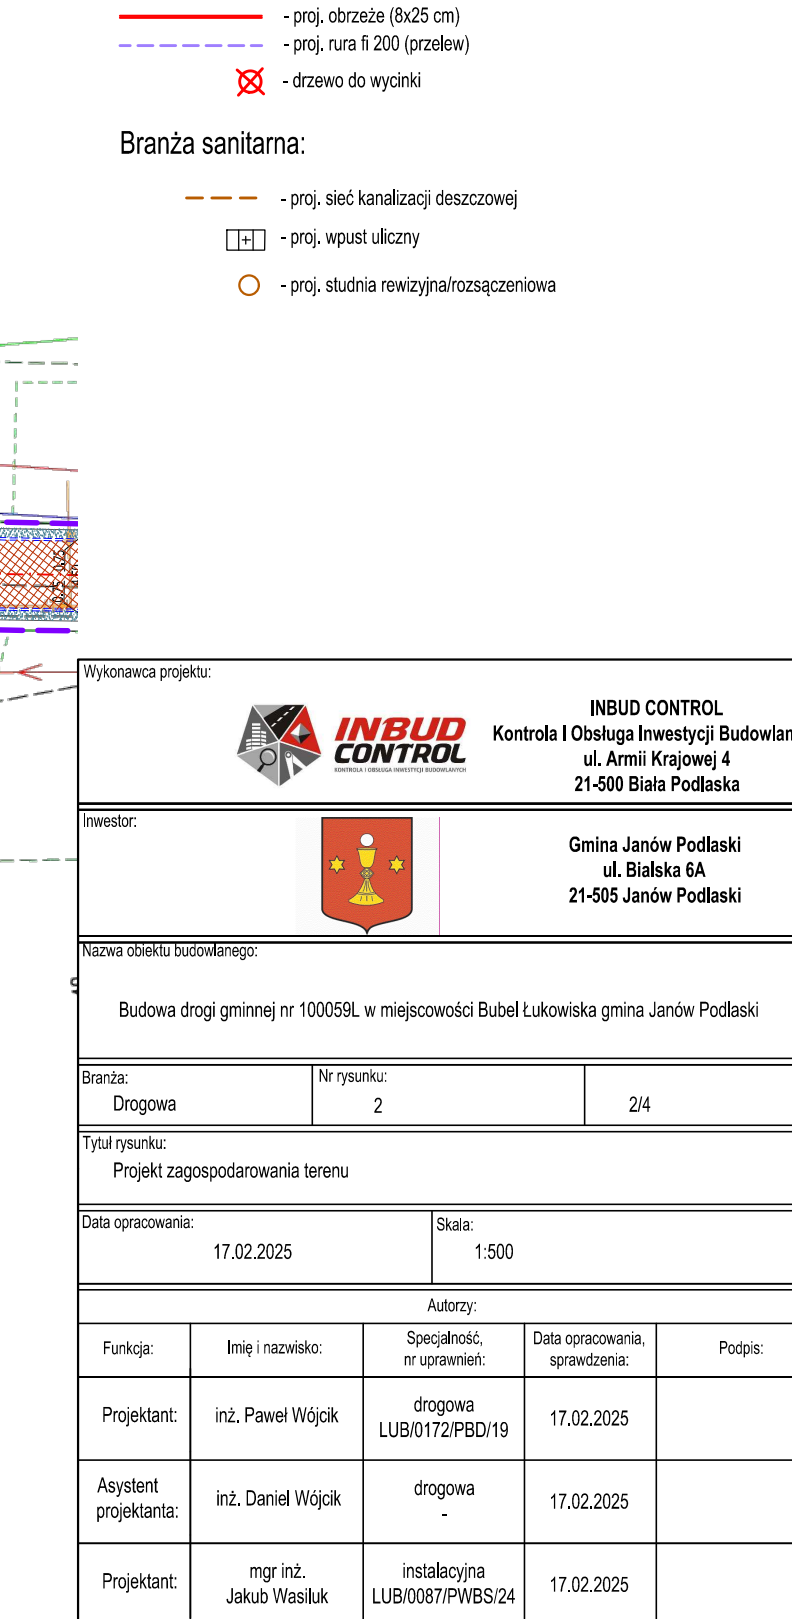 - proj. obrzeże (8x25 cm)
- proj. rura fi 200 (przelew)
- drzewo do wycinki
Branża sanitarna:
- proj. sieć kanalizacji deszczowej
- proj. wpust uliczny
- proj. studnia rewizyjna/rozsączeniowa
0.75 0.75
Wykonawca projektu:
INBUD
CONTROL
KONTROLA I OBSŁUGA INWESTYCJI BUDOWLANYCH
INBUD CONTROL
Kontrola I Obsługa Inwestycji Budowlan
ul. Armii Krajowej 4
21-500 Biała Podlaska
Inwestor:
Gmina Janów Podlaski
ul. Bialska 6A
21-505 Janów Podlaski
Nazwa obiektu budowlanego:
Budowa drogi gminnej nr 100059L w miejscowości Bubel Łukowiska gmina Janów Podlaski
Branża:
Drogowa
Nr rysunku:
2
2/4
Tytuł rysunku:
Projekt zagospodarowania terenu
Data opracowania:
17.02.2025
Skala:
1:500
Autorzy:
Funkcja:
Imię i nazwisko:
Specjalność,
nr uprawnień:
Data opracowania,
sprawdzenia:
Podpis:
Projektant:
inż. Paweł Wójcik
drogowa
LUB/0172/PBD/19
17.02.2025
Asystent
projektanta:
inż. Daniel Wójcik
drogowa
-
17.02.2025
Projektant:
mgr inż.
Jakub Wasiluk
instalacyjna
LUB/0087/PWBS/24
17.02.2025